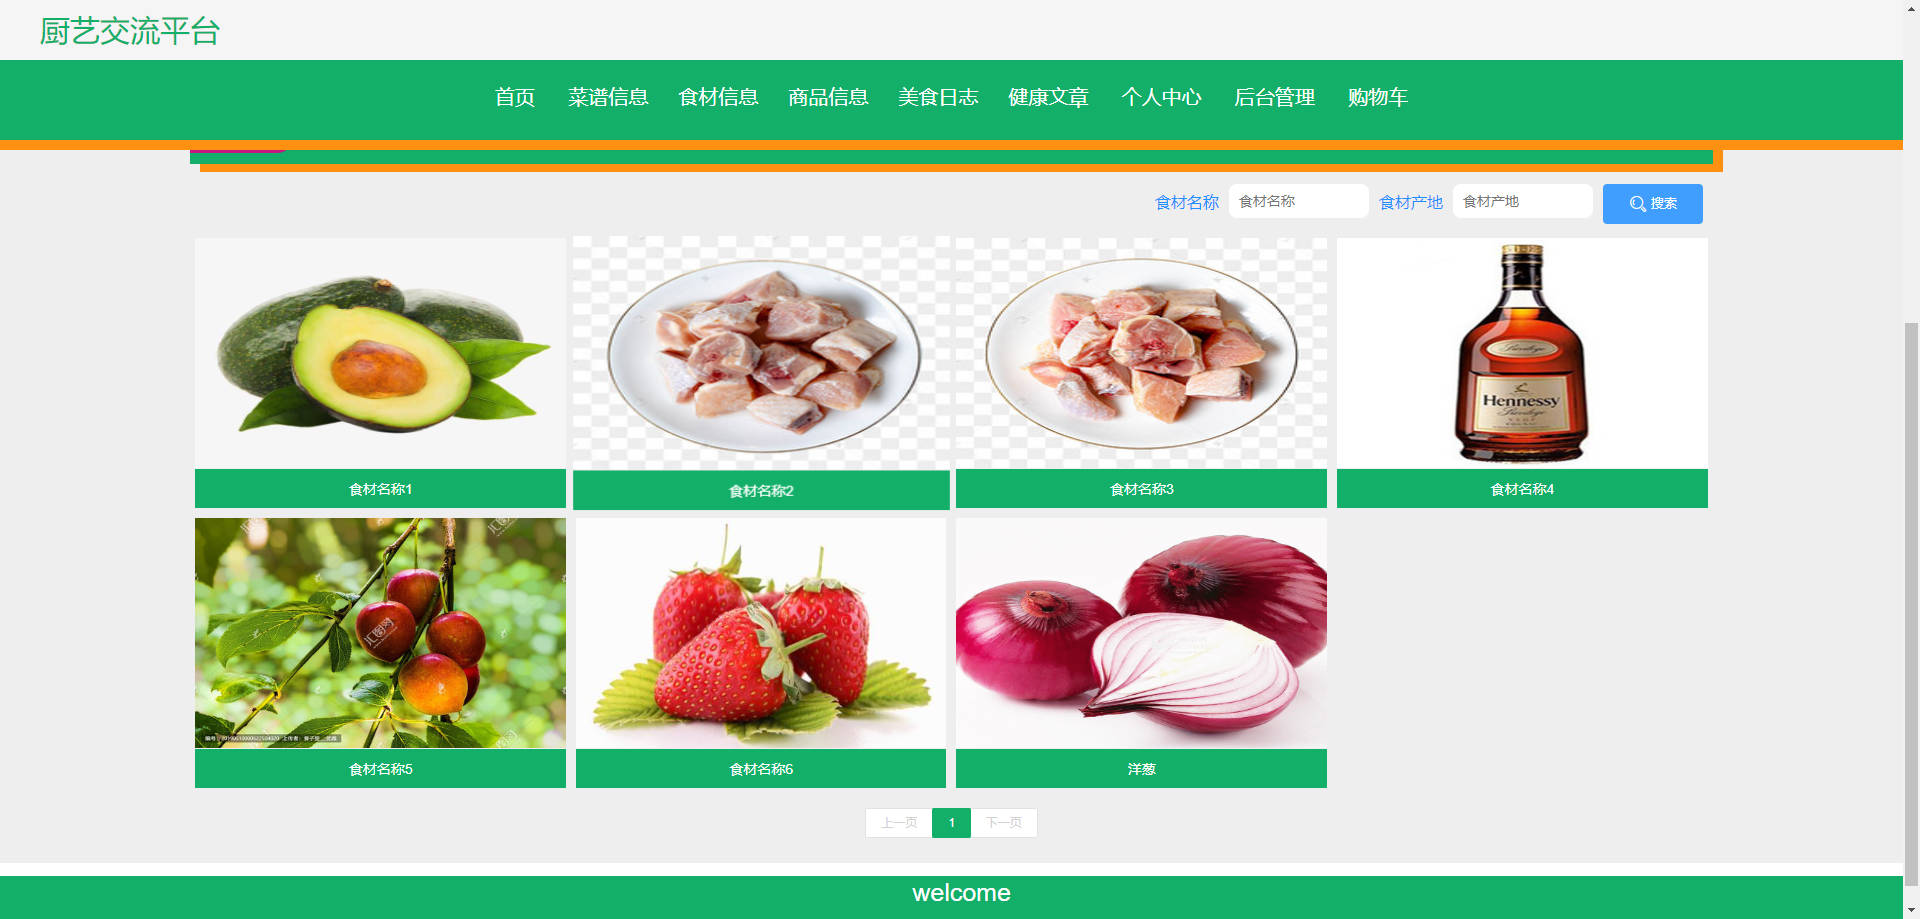 厨艺交流平台
首页 菜谱信息 食材信息 商品信息 美食日志 健康文章 个人中心 后台管理 购物车
食材名称 食材名称 食材产地 食材产地 搜索
Hennessy
食材名称1 食材名称2 食材名称3 食材名称4
汇图网
食材名称5 食材名称6 洋葱
上一页 1 下一页
welcome